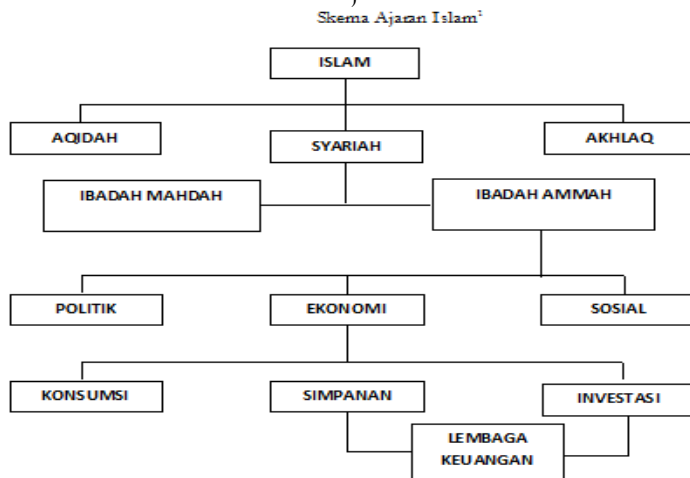 Skema Ajaran Islam¹
ISLAM
AQIDAH
SYARIAH
AKHLAQ
IBADAH MAHDAH
IBADAH AMMAH
POLITIK
EKONOMI
SOSIAL
KONSUMSI
SIMPANAN
INVESTASI
LEMBAGA
KEUANGAN